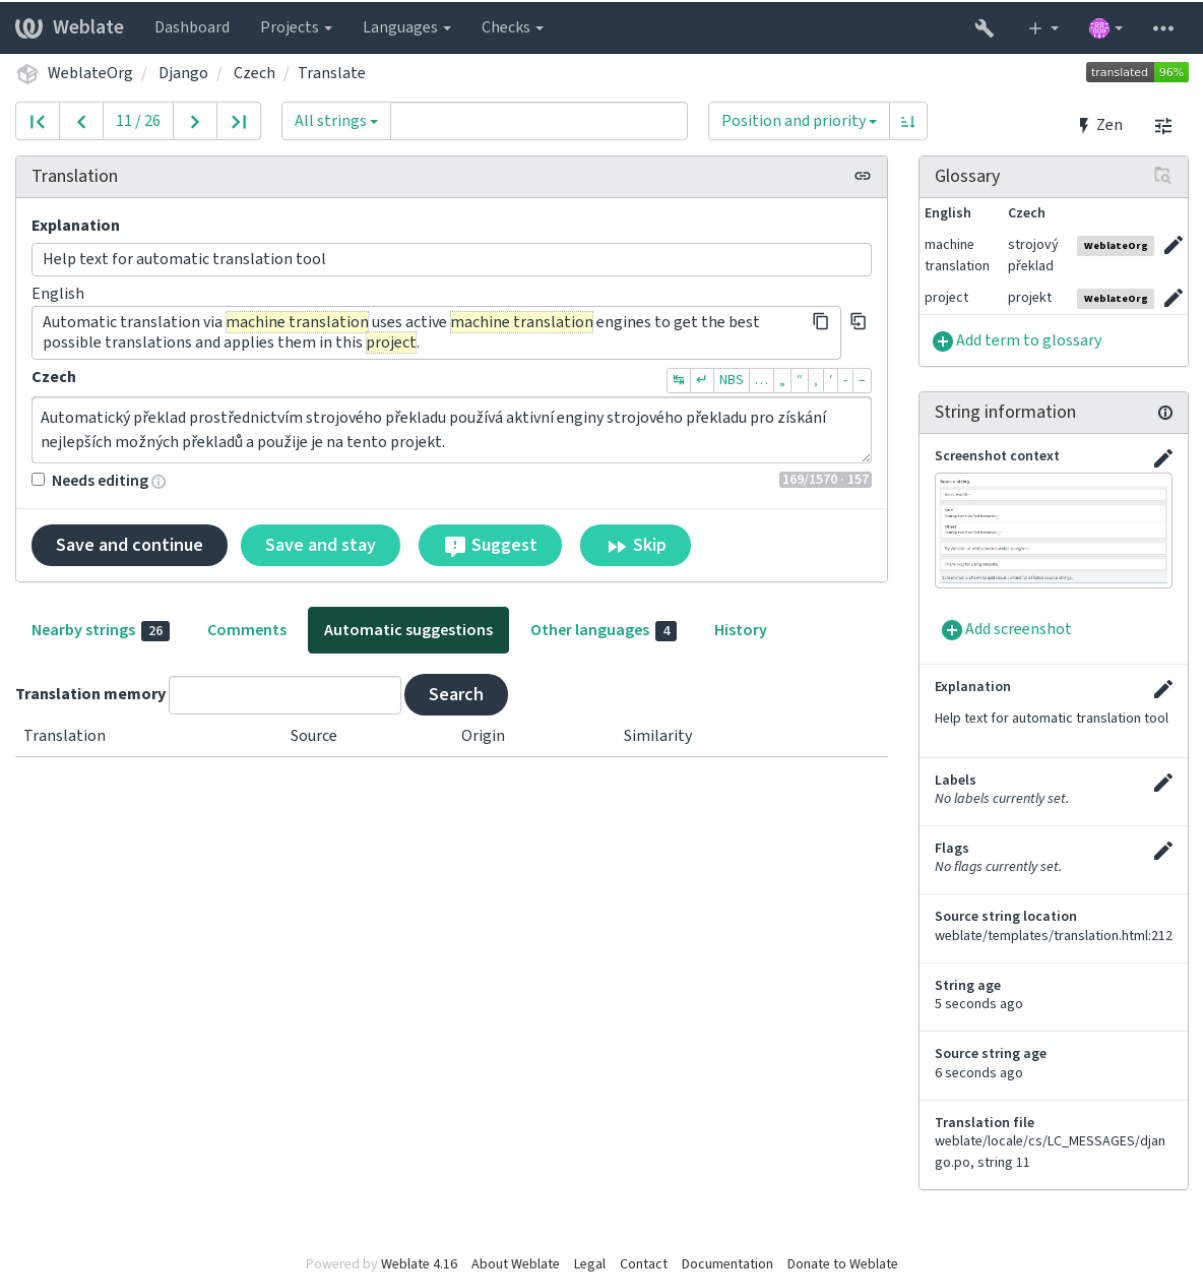 Weblate Dashboard Projects Languages Checks
WeblateOrg / Django / Czech / Translate
translated 96%
11 / 26
All strings
Position and priority
Zen
Translation
Explanation
Help text for automatic translation tool
English
Automatic translation via machine translation uses active machine translation engines to get the best
possible translations and applies them in this project.
Czech
↹ ↵ NBS … „ “ ‚ ‘ - –
Automatický překlad prostřednictvím strojového překladu používá aktivní enginy strojového překladu pro získání
nejlepších možných překladů a použije je na tento projekt.
Needs editing
169/1570 · 157
Save and continue
Save and stay
Suggest
Skip
Nearby strings 26
Comments
Automatic suggestions
Other languages 4
History
Translation memory
Search
Translation Source Origin Similarity
Glossary
English Czech
machine translation strojový překlad WeblateOrg
project projekt WeblateOrg
Add term to glossary
String information
Screenshot context
Add screenshot
Explanation
Help text for automatic translation tool
Labels
No labels currently set.
Flags
No flags currently set.
Source string location
weblate/templates/translation.html:212
String age
5 seconds ago
Source string age
6 seconds ago
Translation file
weblate/locale/cs/LC_MESSAGES/djan
go.po, string 11
Powered by Weblate 4.16 About Weblate Legal Contact Documentation Donate to Weblate